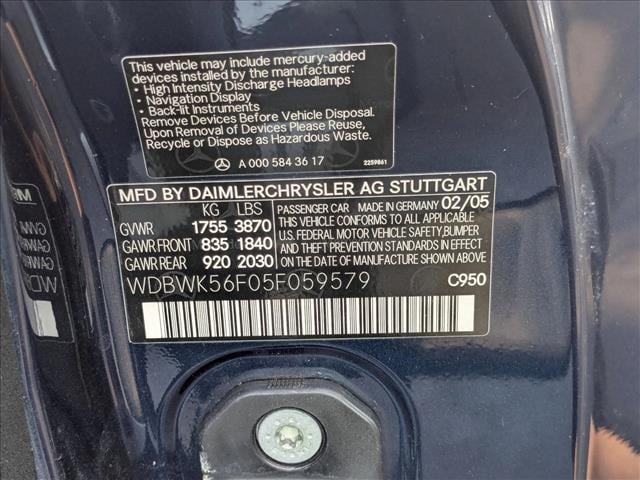 This vehicle may include mercury-added
devices installed by the manufacturer:
• High Intensity Discharge Headlamps
• Navigation Display
• Back-lit Instruments
Remove Devices Before Vehicle Disposal.
Upon Removal of Devices Please Reuse,
Recycle or Dispose as Hazardous Waste.
A 000 584 36 17
2259861
MFD BY DAIMLERCHRYSLER AG STUTTGART
KG LBS
GVWR 1755 3870
GAWR FRONT 835 1840
GAWR REAR 920 2030
PASSENGER CAR MADE IN GERMANY 02/05
THIS VEHICLE CONFORMS TO ALL APPLICABLE
U.S. FEDERAL MOTOR VEHICLE SAFETY, BUMPER
AND THEFT PREVENTION STANDARDS IN EFFECT
ON THE DATE OF MANUFACTURE SHOWN ABOVE.
WDBWK56F05F059579
C950